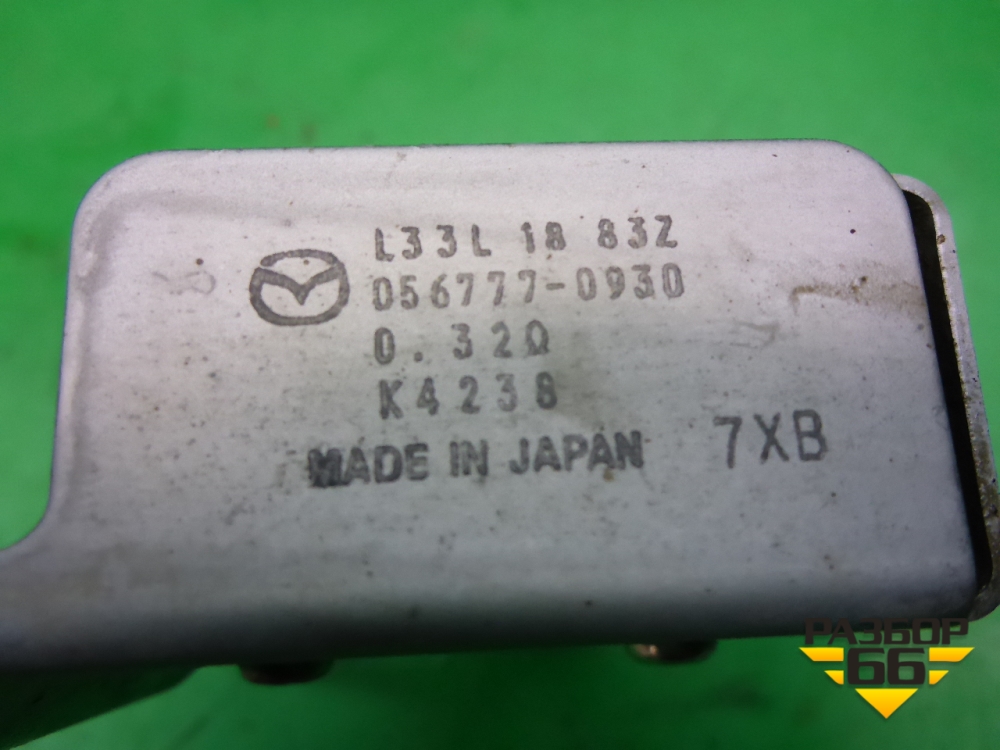 L33L 18 83Z
056777-0930
0.32Ω
K4238
MADE IN JAPAN 7XB
РАЗБОР
66